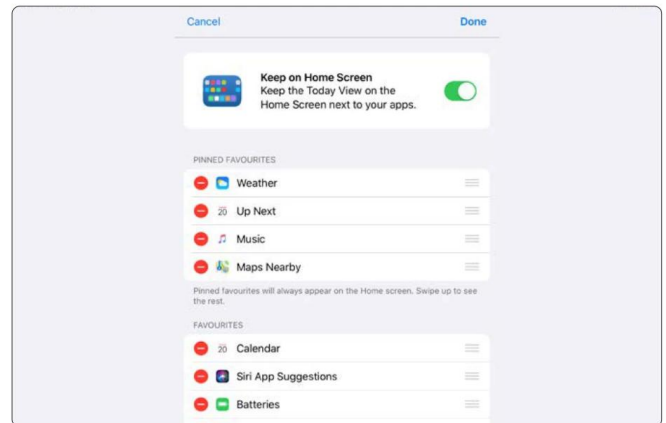 Cancel
Done
Keep on Home Screen
Keep the Today View on the
Home Screen next to your apps.
PINNED FAVOURITES
Weather
20 Up Next
Music
Maps Nearby
Pinned favourites will always appear on the Home screen. Swipe up to see
the rest.
FAVOURITES
20 Calendar
Siri App Suggestions
Batteries